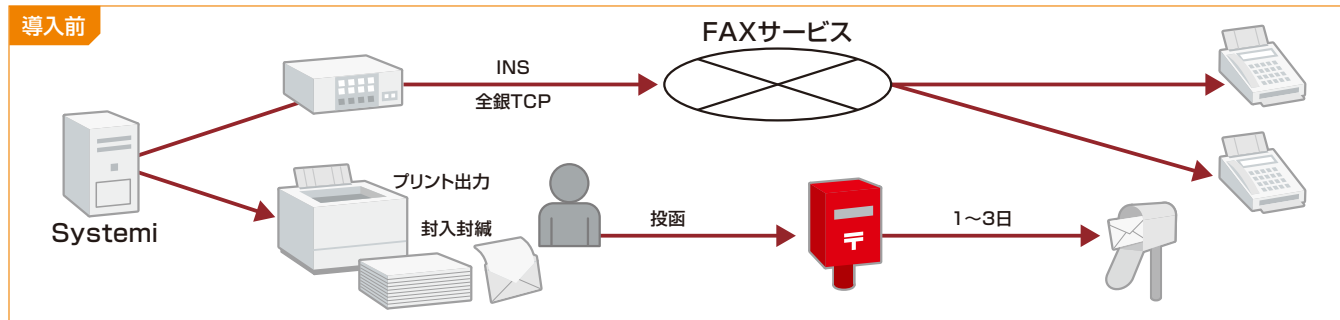 導入前
FAXサービス
INS
全銀TCP
プリント出力
封入封緘
投函
1～3日
Systemi